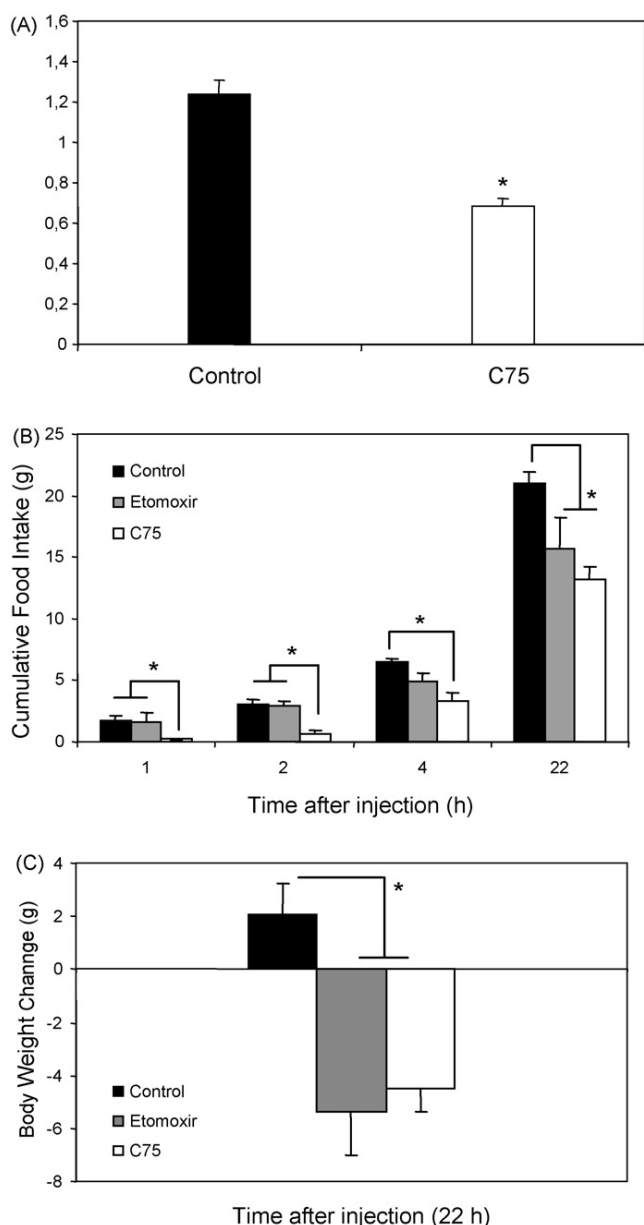 (A)
1,6
1,4
1,2
1
0,8
0,6
0,4
0,2
0
*
Control
C75
(B)
Cumulative Food Intake (g)
25
20
15
10
5
0
Control
Etomoxir
C75
*
*
*
*
1
2
4
22
Time after injection (h)
(C)
Body Weight Channge (g)
4
2
0
-2
-4
-6
-8
*
Control
Etomoxir
C75
Time after injection (22 h)